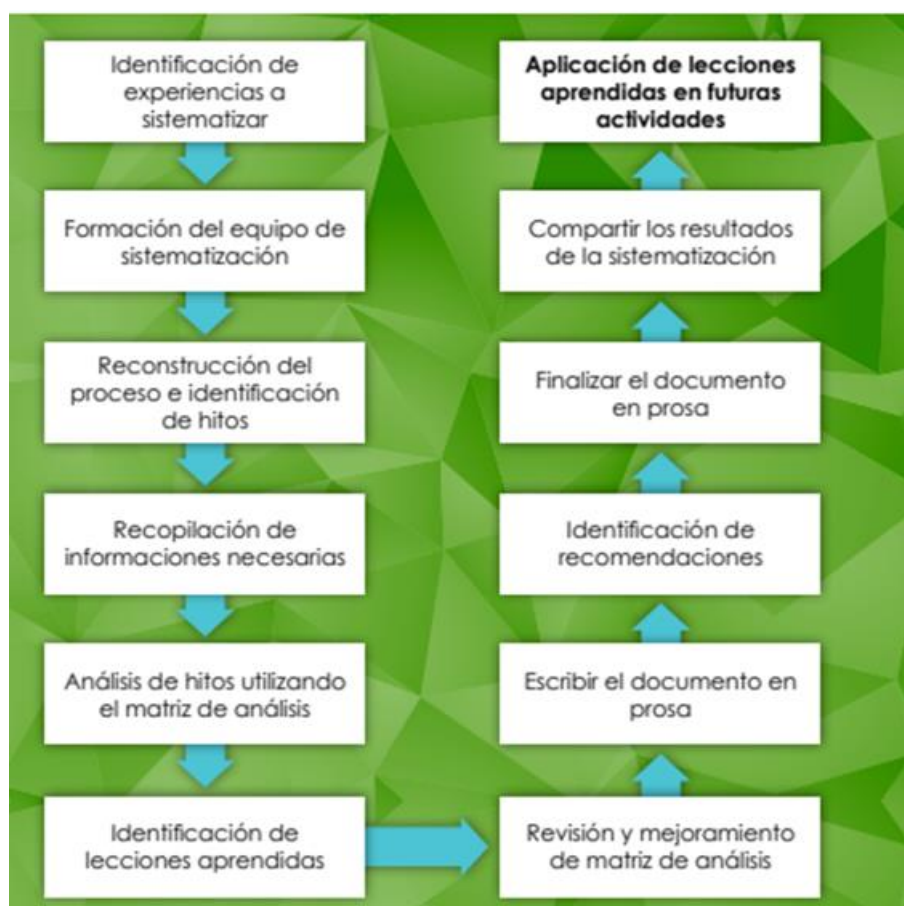 Identificación de
experiencias a
sistematizar
Formación del equipo de
sistematización
Reconstrucción del
proceso e identificación
de hitos
Recopilación de
informaciones necesarias
Análisis de hitos utilizando
el matriz de análisis
Identificación de
lecciones aprendidas
Revisión y mejoramiento
de matriz de análisis
Escribir el documento en
prosa
Identificación de
recomendaciones
Finalizar el documento
en prosa
Compartir los resultados
de la sistematización
Aplicación de lecciones
aprendidas en futuras
actividades